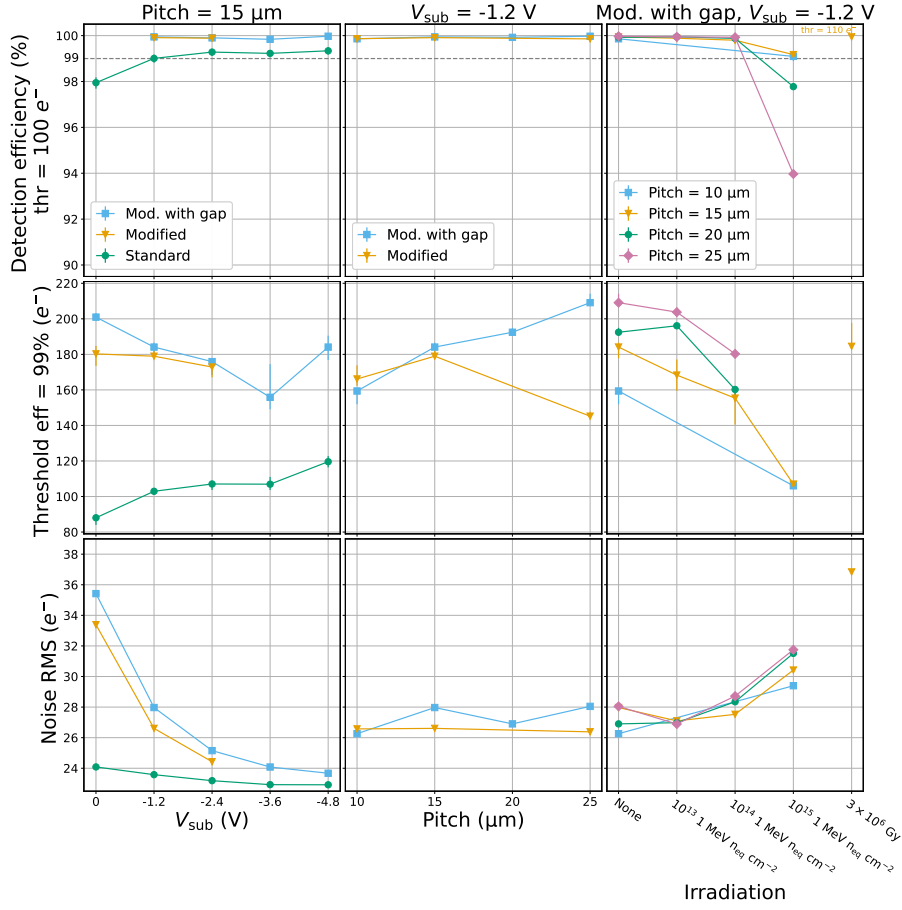 Pitch = 15 μm
V_sub = -1.2 V
Mod. with gap, V_sub = -1.2 V
Detection efficiency (%)
thr = 100 e⁻
100
99
98
96
94
92
90
Mod. with gap
Modified
Standard
Mod. with gap
Modified
thr = 110 e⁻
Pitch = 10 μm
Pitch = 15 μm
Pitch = 20 μm
Pitch = 25 μm
Threshold eff = 99% (e⁻)
220
200
180
160
140
120
100
80
Noise RMS (e⁻)
38
36
34
32
30
28
26
24
0 -1.2 -2.4 -3.6 -4.8
V_sub (V)
10 15 20 25
Pitch (μm)
None
10¹³ 1 MeV n_eq cm⁻²
10¹⁴ 1 MeV n_eq cm⁻²
10¹⁵ 1 MeV n_eq cm⁻²
3 × 10⁶ Gy
Irradiation